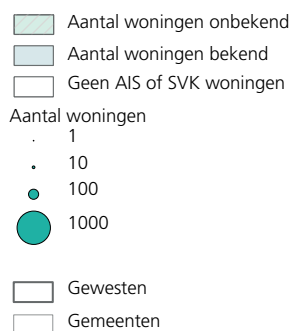 Aantal woningen onbekend
Aantal woningen bekend
Geen AIS of SVK woningen
Aantal woningen
1
10
100
1000
Gewesten
Gemeenten